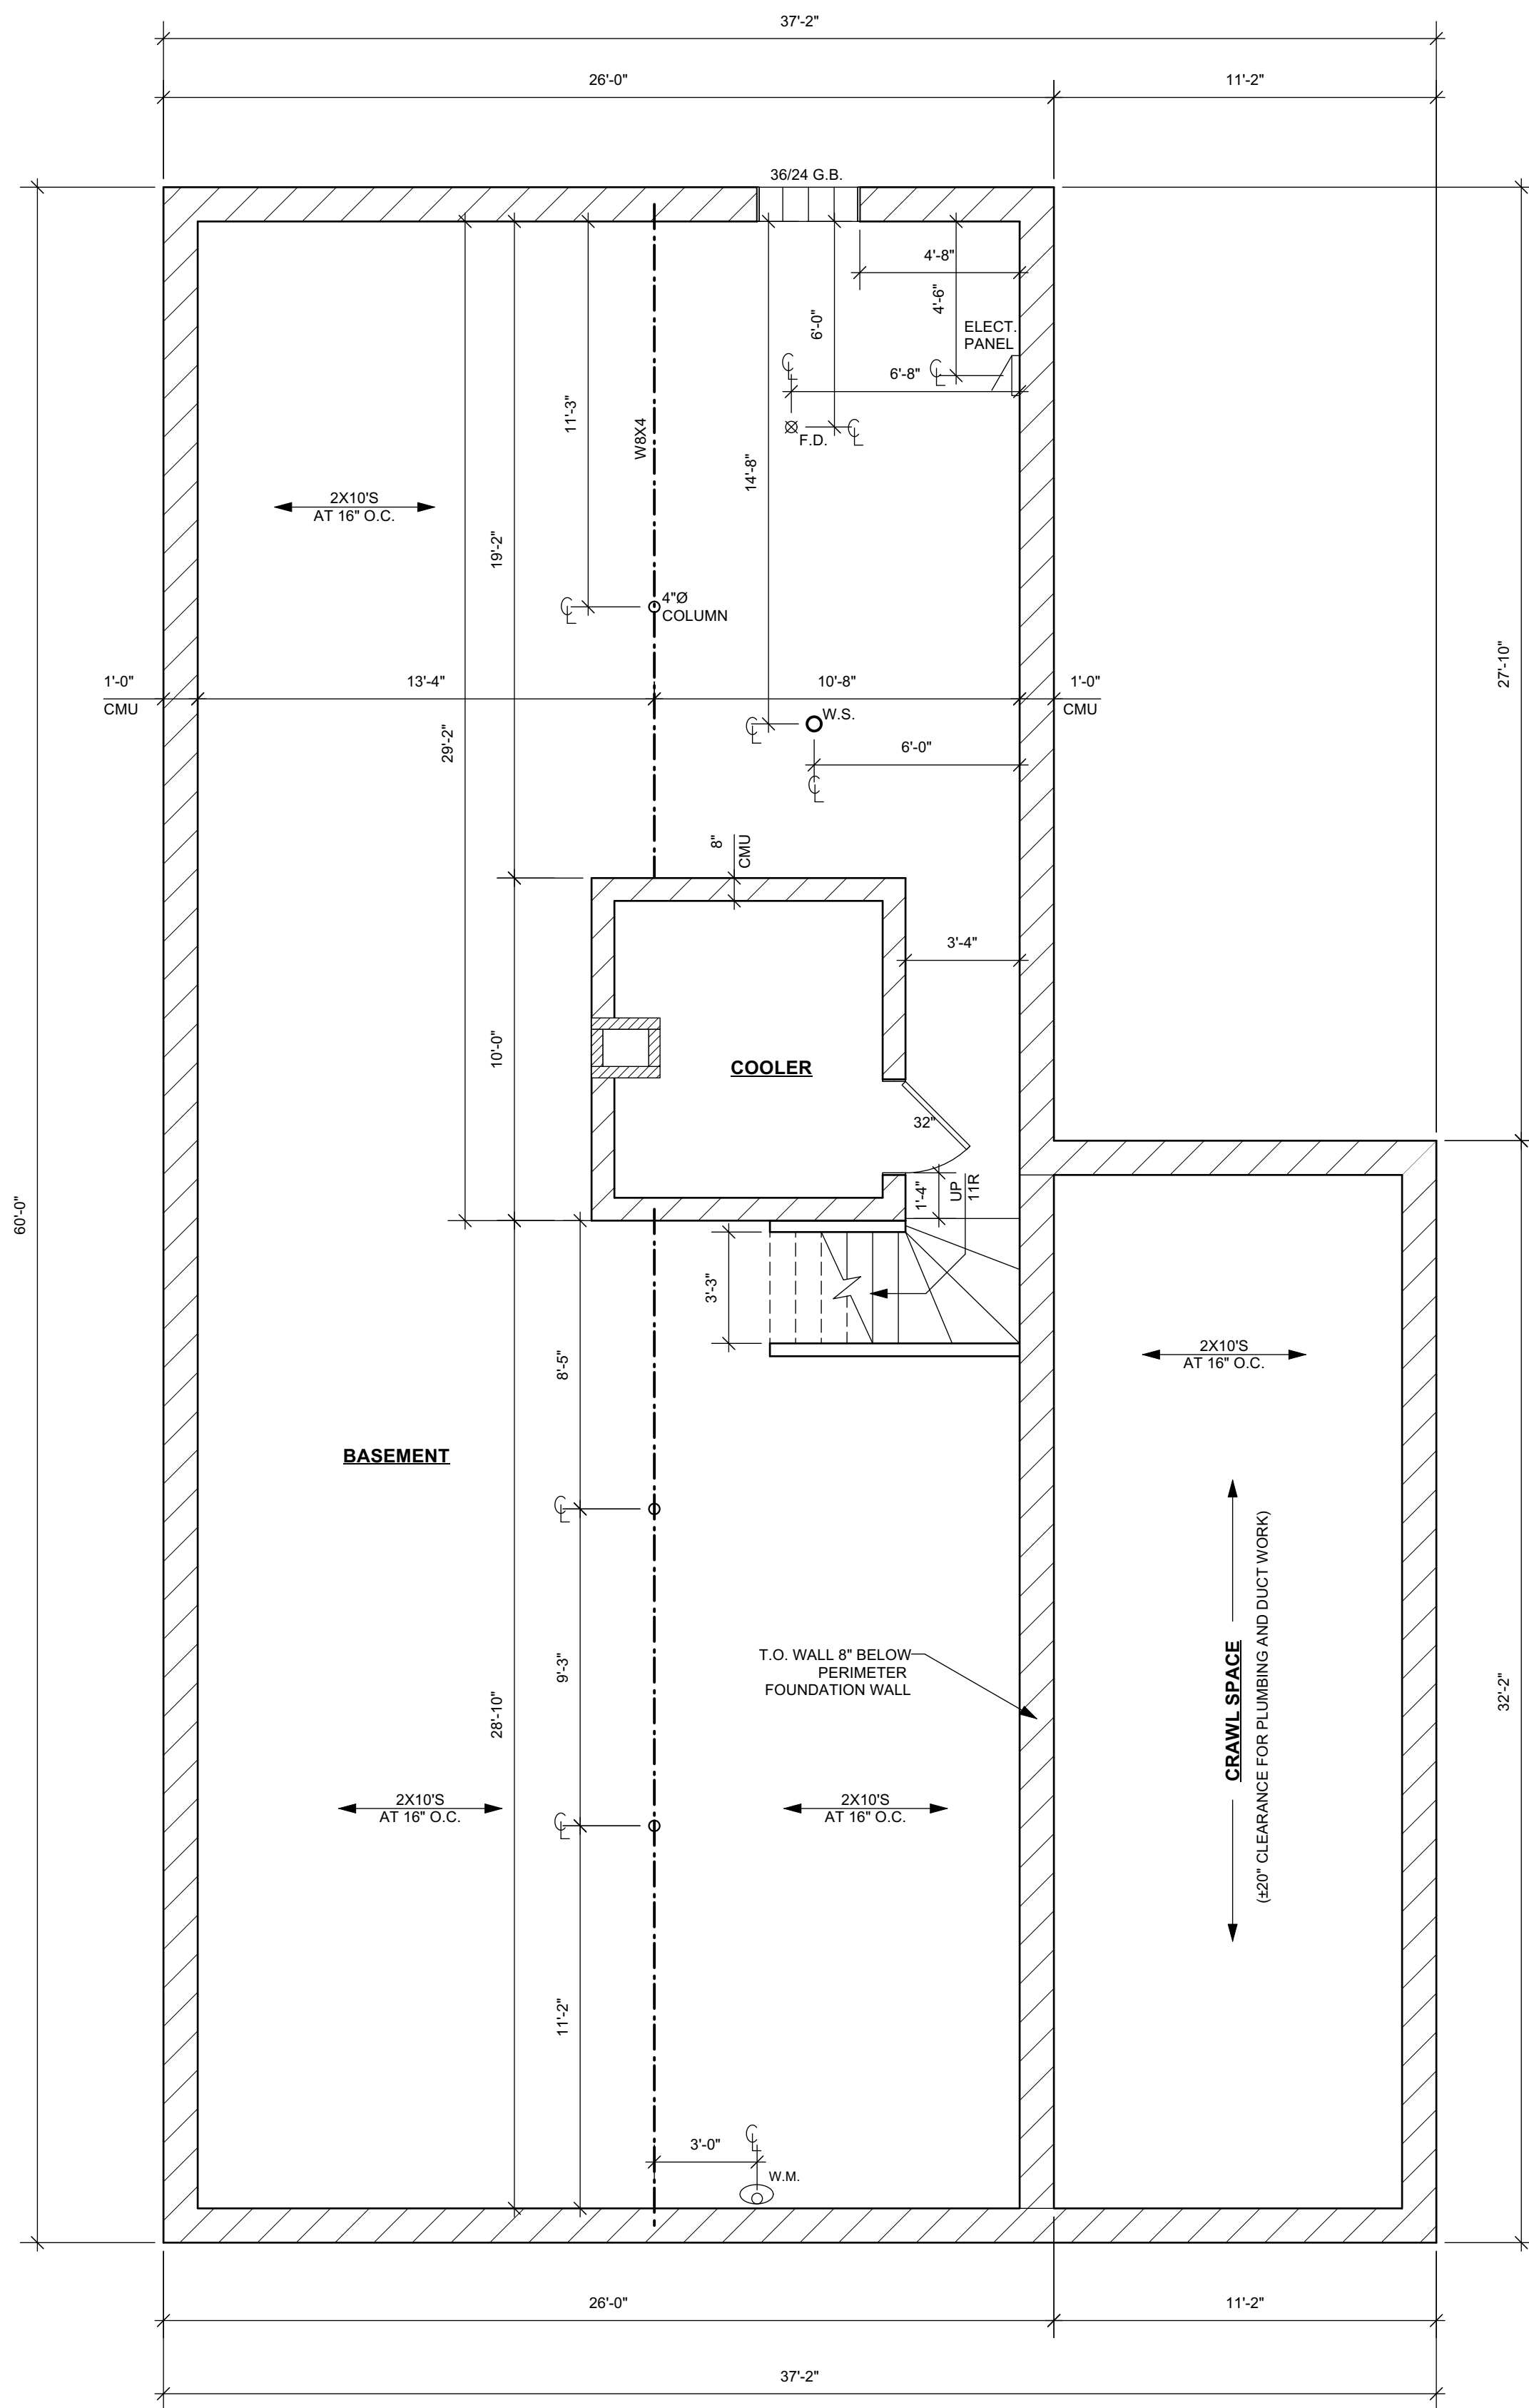 37'-2"
26'-0"
11'-2"
36/24 G.B.
4'-8"
4'-6"
6'-0"
ELECT.
PANEL
6'-8"
℄
℄
11'-3"
W8X4
F.D.
℄
14'-8"
2X10'S
AT 16" O.C.
19'-2"
4"Ø
COLUMN
℄
27'-10"
1'-0"
CMU
13'-4"
10'-8"
1'-0"
CMU
W.S.
℄
29'-2"
6'-0"
℄
8"
CMU
3'-4"
10'-0"
COOLER
32"
1'-4"
UP
11R
60'-0"
3'-3"
8'-5"
2X10'S
AT 16" O.C.
BASEMENT
℄
T.O. WALL 8" BELOW
PERIMETER
FOUNDATION WALL
9'-3"
28'-10"
CRAWL SPACE
(±20" CLEARANCE FOR PLUMBING AND DUCT WORK)
32'-2"
2X10'S
AT 16" O.C.
℄
2X10'S
AT 16" O.C.
11'-2"
3'-0"
℄
W.M.
26'-0"
11'-2"
37'-2"